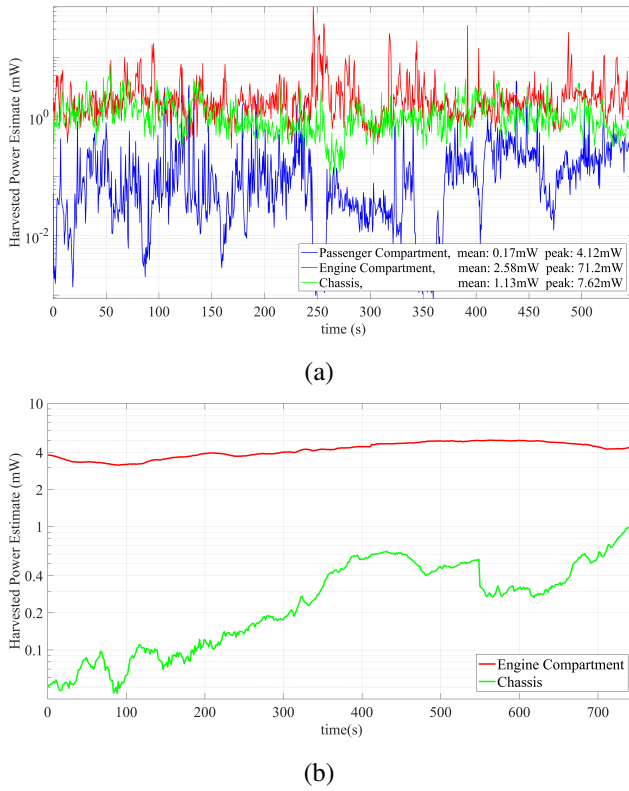 Harvested Power Esimate (mW)
10^0
10^-2
Passenger Compartment, mean: 0.17mW peak: 4.12mW
Engine Compartment, mean: 2.58mW peak: 71.2mW
Chassis, mean: 1.13mW peak: 7.62mW
0 50 100 150 200 250 300 350 400 450 500
time (s)
(a)
Harvested Power Estimate (mW)
10
4
2
1
0.4
0.2
0.1
Engine Compartment
Chassis
0 100 200 300 400 500 600 700
time(s)
(b)